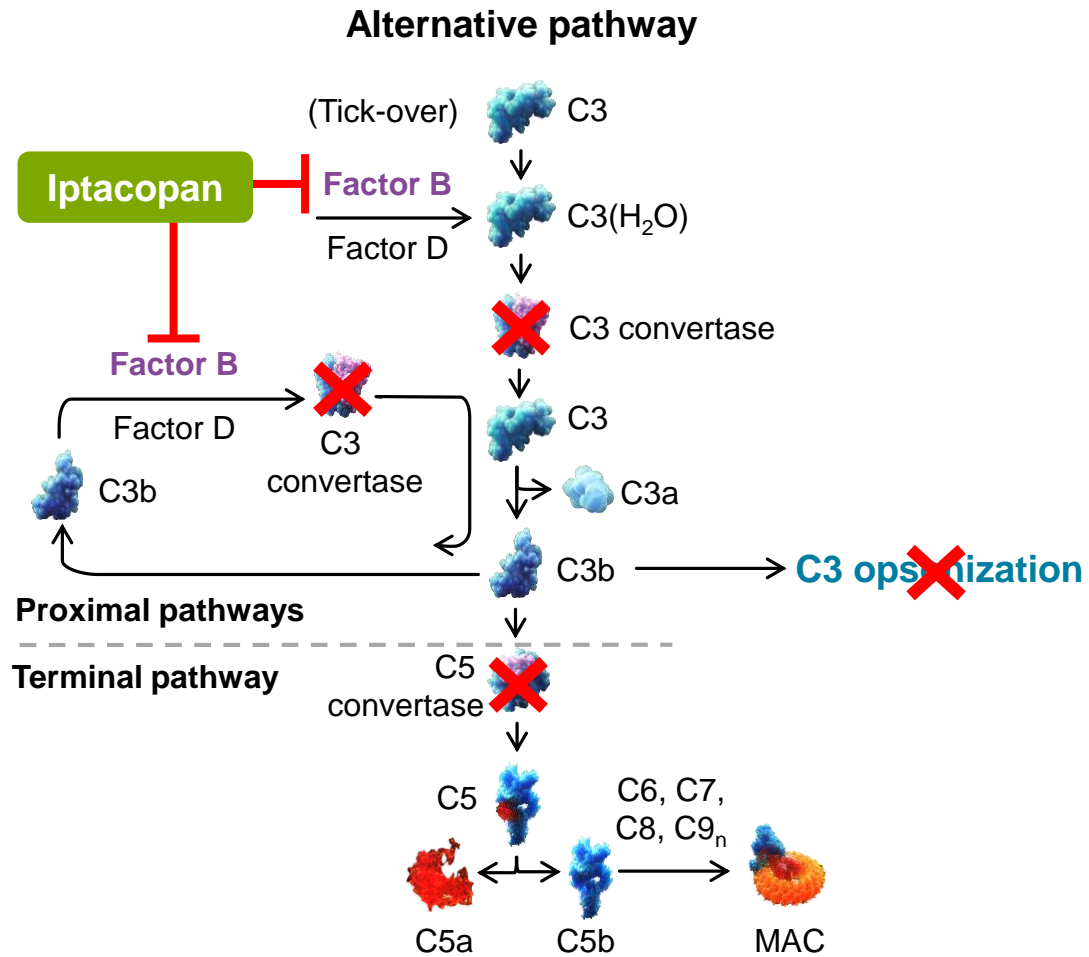 Alternative pathway
(Tick-over)
C3
Iptacopan
Factor B
Factor D
C3(H₂O)
C3 convertase
Factor B
Factor D
C3
convertase
C3b
C3
C3a
C3b
C3 opsonization
Proximal pathways
Terminal pathway
C5
convertase
C5
C6, C7,
C8, C9ₙ
C5a
C5b
MAC